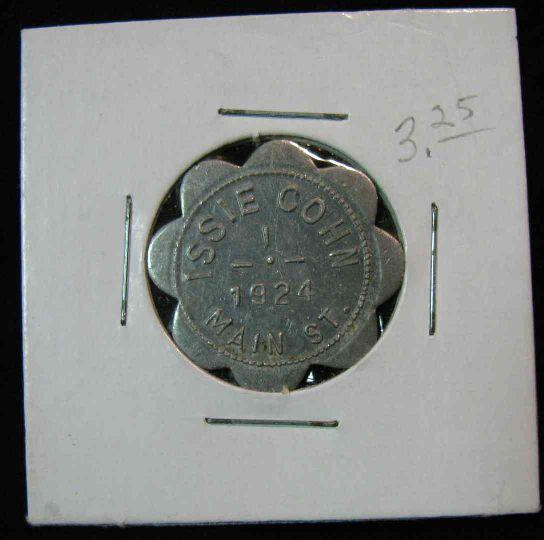 3.25
ISSIE COHN
1924
MAIN ST.